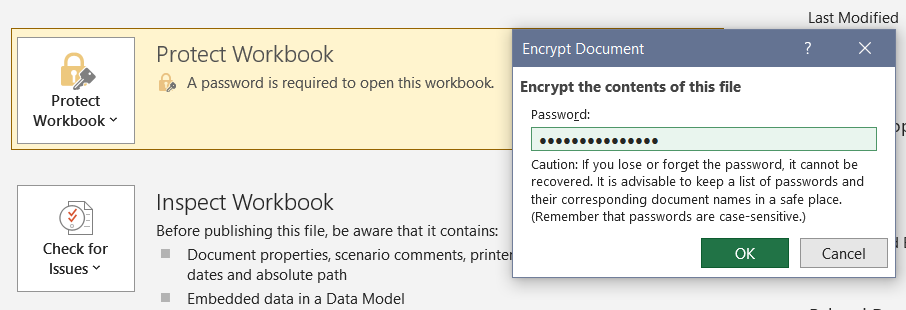 Last Modified
Protect Workbook
A password is required to open this workbook.
Protect
Workbook
Encrypt Document
?
Encrypt the contents of this file
Password:
●●●●●●●●●●●●●●●
Caution: If you lose or forget the password, it cannot be
recovered. It is advisable to keep a list of passwords and
their corresponding document names in a safe place.
(Remember that passwords are case-sensitive.)
OK
Cancel
Inspect Workbook
Before publishing this file, be aware that it contains:
Check for
Issues
Document properties, scenario comments, printer
dates and absolute path
Embedded data in a Data Model